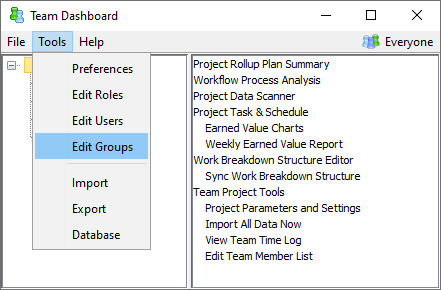 Team Dashboard
File Tools Help Everyone
Preferences
Edit Roles
Edit Users
Edit Groups
Import
Export
Database
Project Rollup Plan Summary
Workflow Process Analysis
Project Data Scanner
Project Task & Schedule
Earned Value Charts
Weekly Earned Value Report
Work Breakdown Structure Editor
Sync Work Breakdown Structure
Team Project Tools
Project Parameters and Settings
Import All Data Now
View Team Time Log
Edit Team Member List